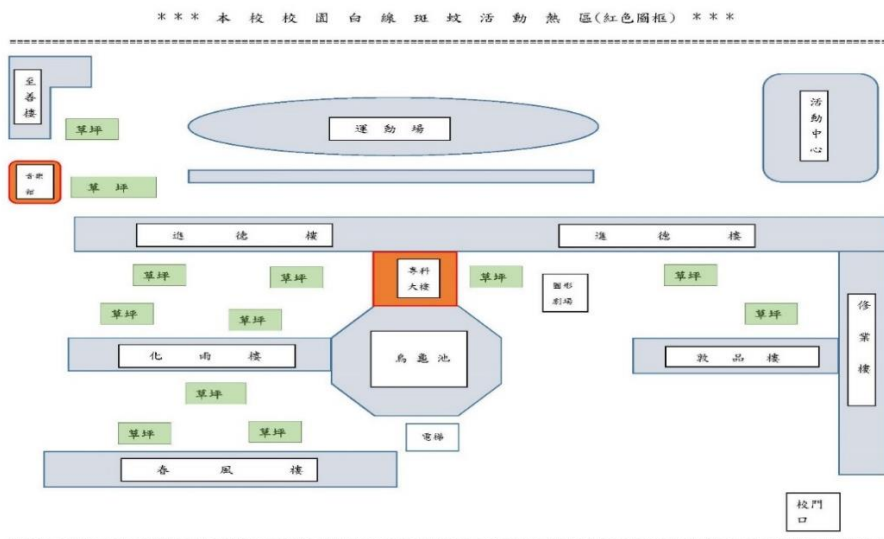 *** 本校校園白線斑蚊活動熱區(紅色圖框) ***
至善樓
草坪
運動場
活動中心
音樂
草坪
進德樓
進德樓
草坪
草坪
專科
大樓
草坪
圓形
劇場
草坪
草坪
草坪
草坪
修業樓
化雨樓
烏龜池
敦品樓
草坪
草坪
草坪
電梯
春風樓
校門
口